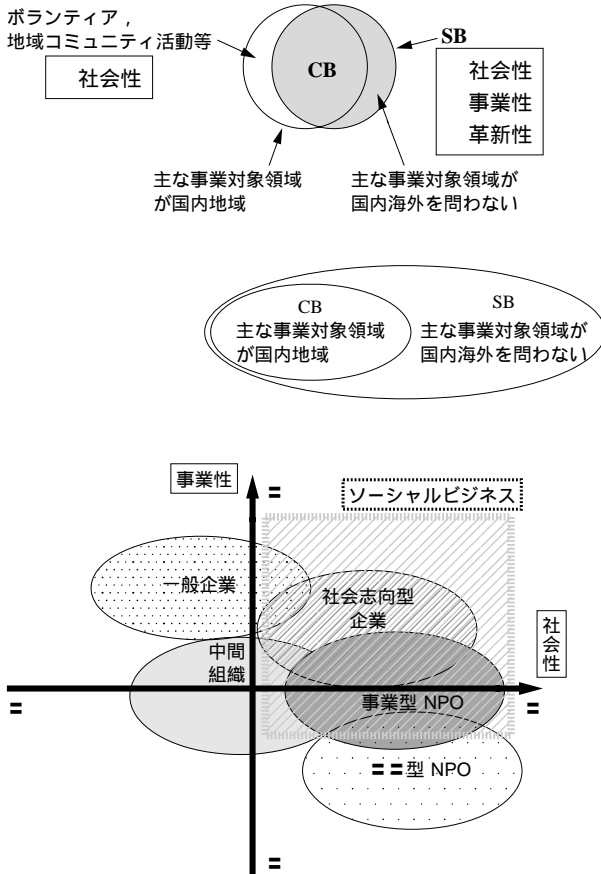 ボランティア，
地域コミュニティ活動等
社会性
CB
SB
社会性
事業性
革新性
主な事業対象領域
が国内地域
主な事業対象領域が
国内海外を問わない
CB
主な事業対象領域
が国内地域
SB
主な事業対象領域が
国内海外を問わない
事業性
ソーシャルビジネス
一般企業
社会志向型
企業
社会性
中間
組織
事業型 NPO
型 NPO